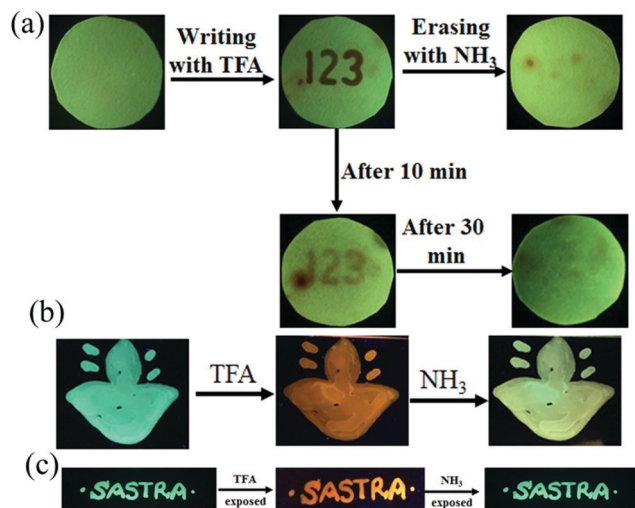 (a)
Writing with TFA
Erasing with NH₃
.123
After 10 min
123
After 30 min
(b)
TFA
NH₃
(c)
· SASTRA ·
TFA exposed
· SASTRA ·
NH₃ exposed
· SASTRA ·